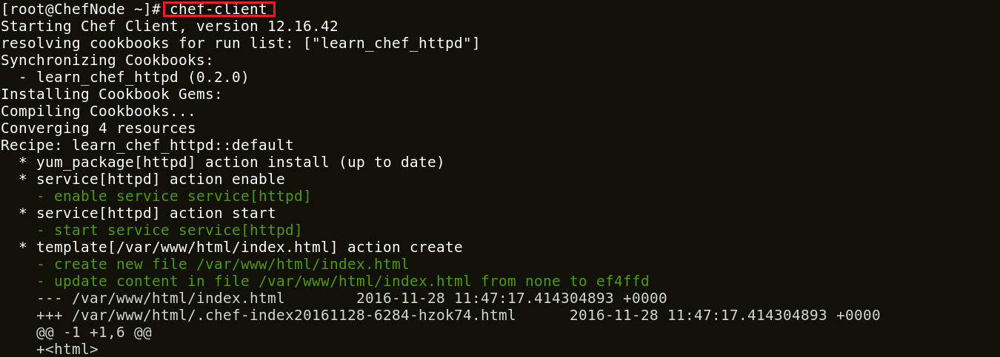 [root@ChefNode ~]# chef-client
Starting Chef Client, version 12.16.42
resolving cookbooks for run list: ["learn_chef_httpd"]
Synchronizing Cookbooks:
  - learn_chef_httpd (0.2.0)
Installing Cookbook Gems:
Compiling Cookbooks...
Converging 4 resources
Recipe: learn_chef_httpd::default
  * yum_package[httpd] action install (up to date)
  * service[httpd] action enable
    - enable service service[httpd]
  * service[httpd] action start
    - start service service[httpd]
  * template[/var/www/html/index.html] action create
    - create new file /var/www/html/index.html
    - update content in file /var/www/html/index.html from none to ef4ffd
    --- /var/www/html/index.html        2016-11-28 11:47:17.414304893 +0000
    +++ /var/www/html/.chef-index20161128-6284-hzok74.html      2016-11-28 11:47:17.414304893 +0000
    @@ -1 +1,6 @@
    +<html>